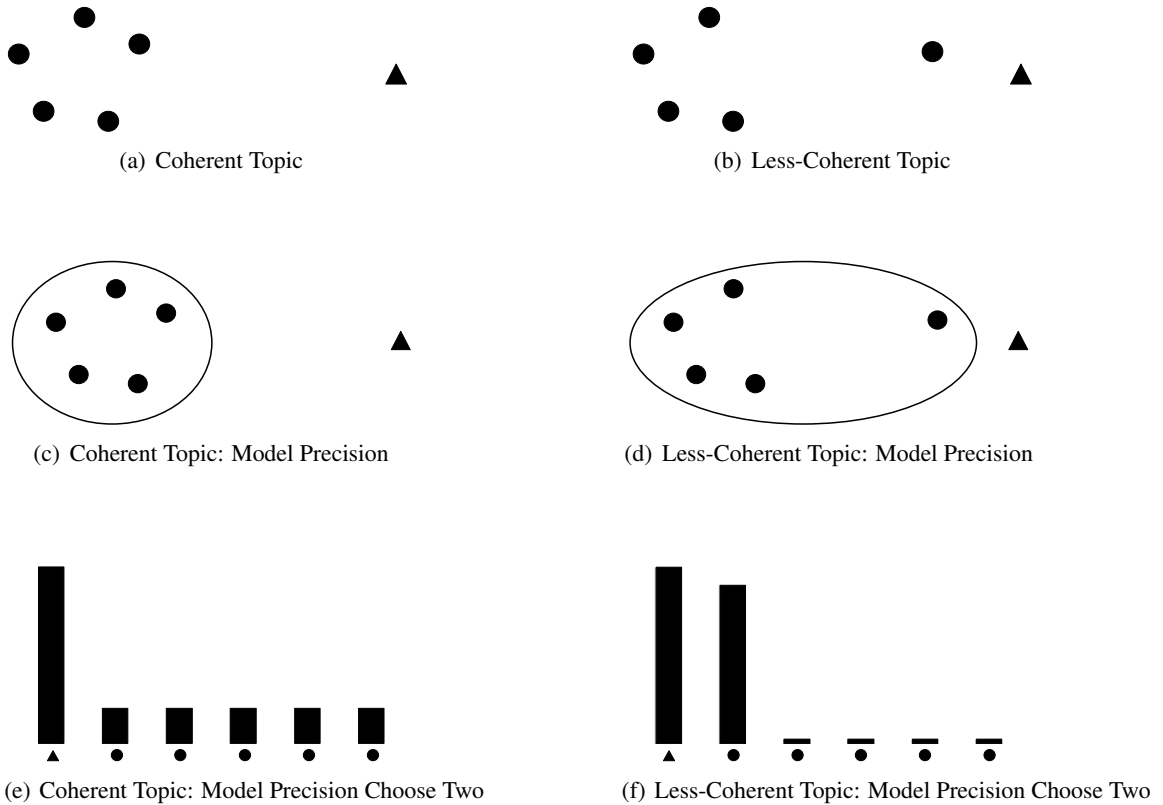 (a) Coherent Topic
(b) Less-Coherent Topic
(c) Coherent Topic: Model Precision
(d) Less-Coherent Topic: Model Precision
(e) Coherent Topic: Model Precision Choose Two
(f) Less-Coherent Topic: Model Precision Choose Two